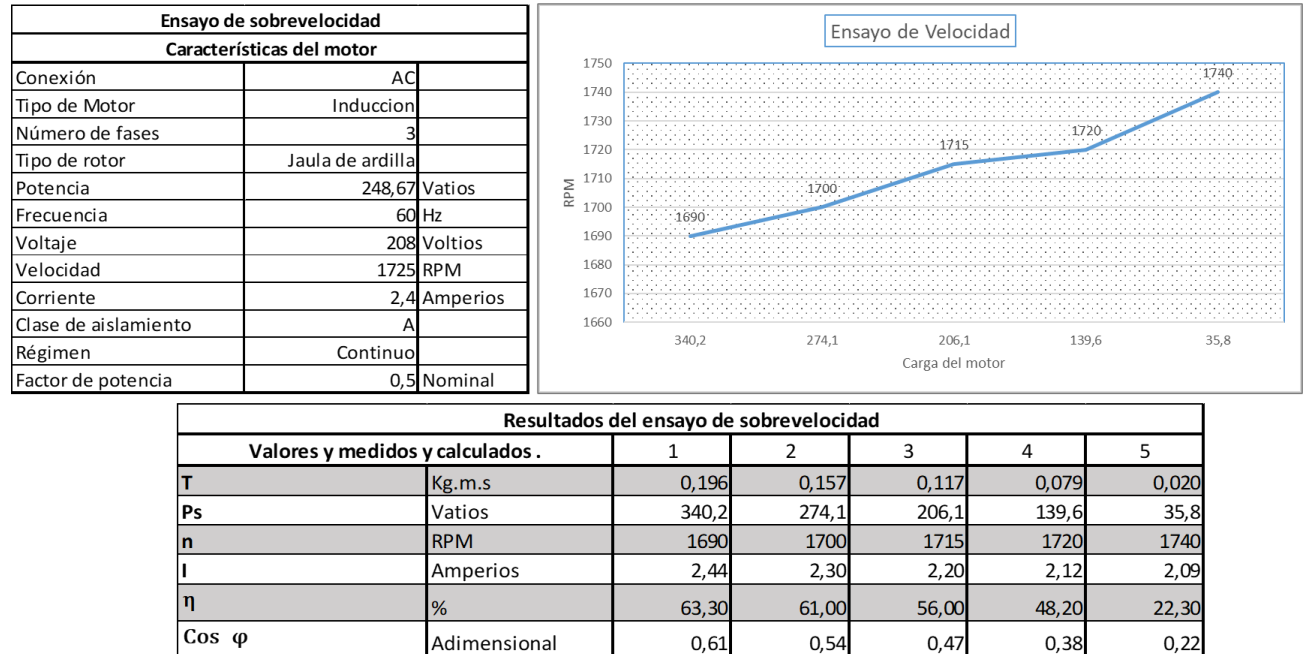 Ensayo de sobrevelocidad
Características del motor
Conexión AC
Tipo de Motor Induccion
Número de fases 3
Tipo de rotor Jaula de ardilla
Potencia 248,67 Vatios
Frecuencia 60 Hz
Voltaje 208 Voltios
Velocidad 1725 RPM
Corriente 2,4 Amperios
Clase de aislamiento A
Régimen Continuo
Factor de potencia 0,5 Nominal
Ensayo de Velocidad
RPM
1750
1740
1730
1720
1710
1700
1690
1680
1670
1660
1690
1700
1715
1720
1740
340,2 274,1 206,1 139,6 35,8
Carga del motor
Resultados del ensayo de sobrevelocidad
Valores y medidos y calculados . 1 2 3 4 5
T Kg.m.s 0,196 0,157 0,117 0,079 0,020
Ps Vatios 340,2 274,1 206,1 139,6 35,8
n RPM 1690 1700 1715 1720 1740
I Amperios 2,44 2,30 2,20 2,12 2,09
η % 63,30 61,00 56,00 48,20 22,30
Cos φ Adimensional 0,61 0,54 0,47 0,38 0,22